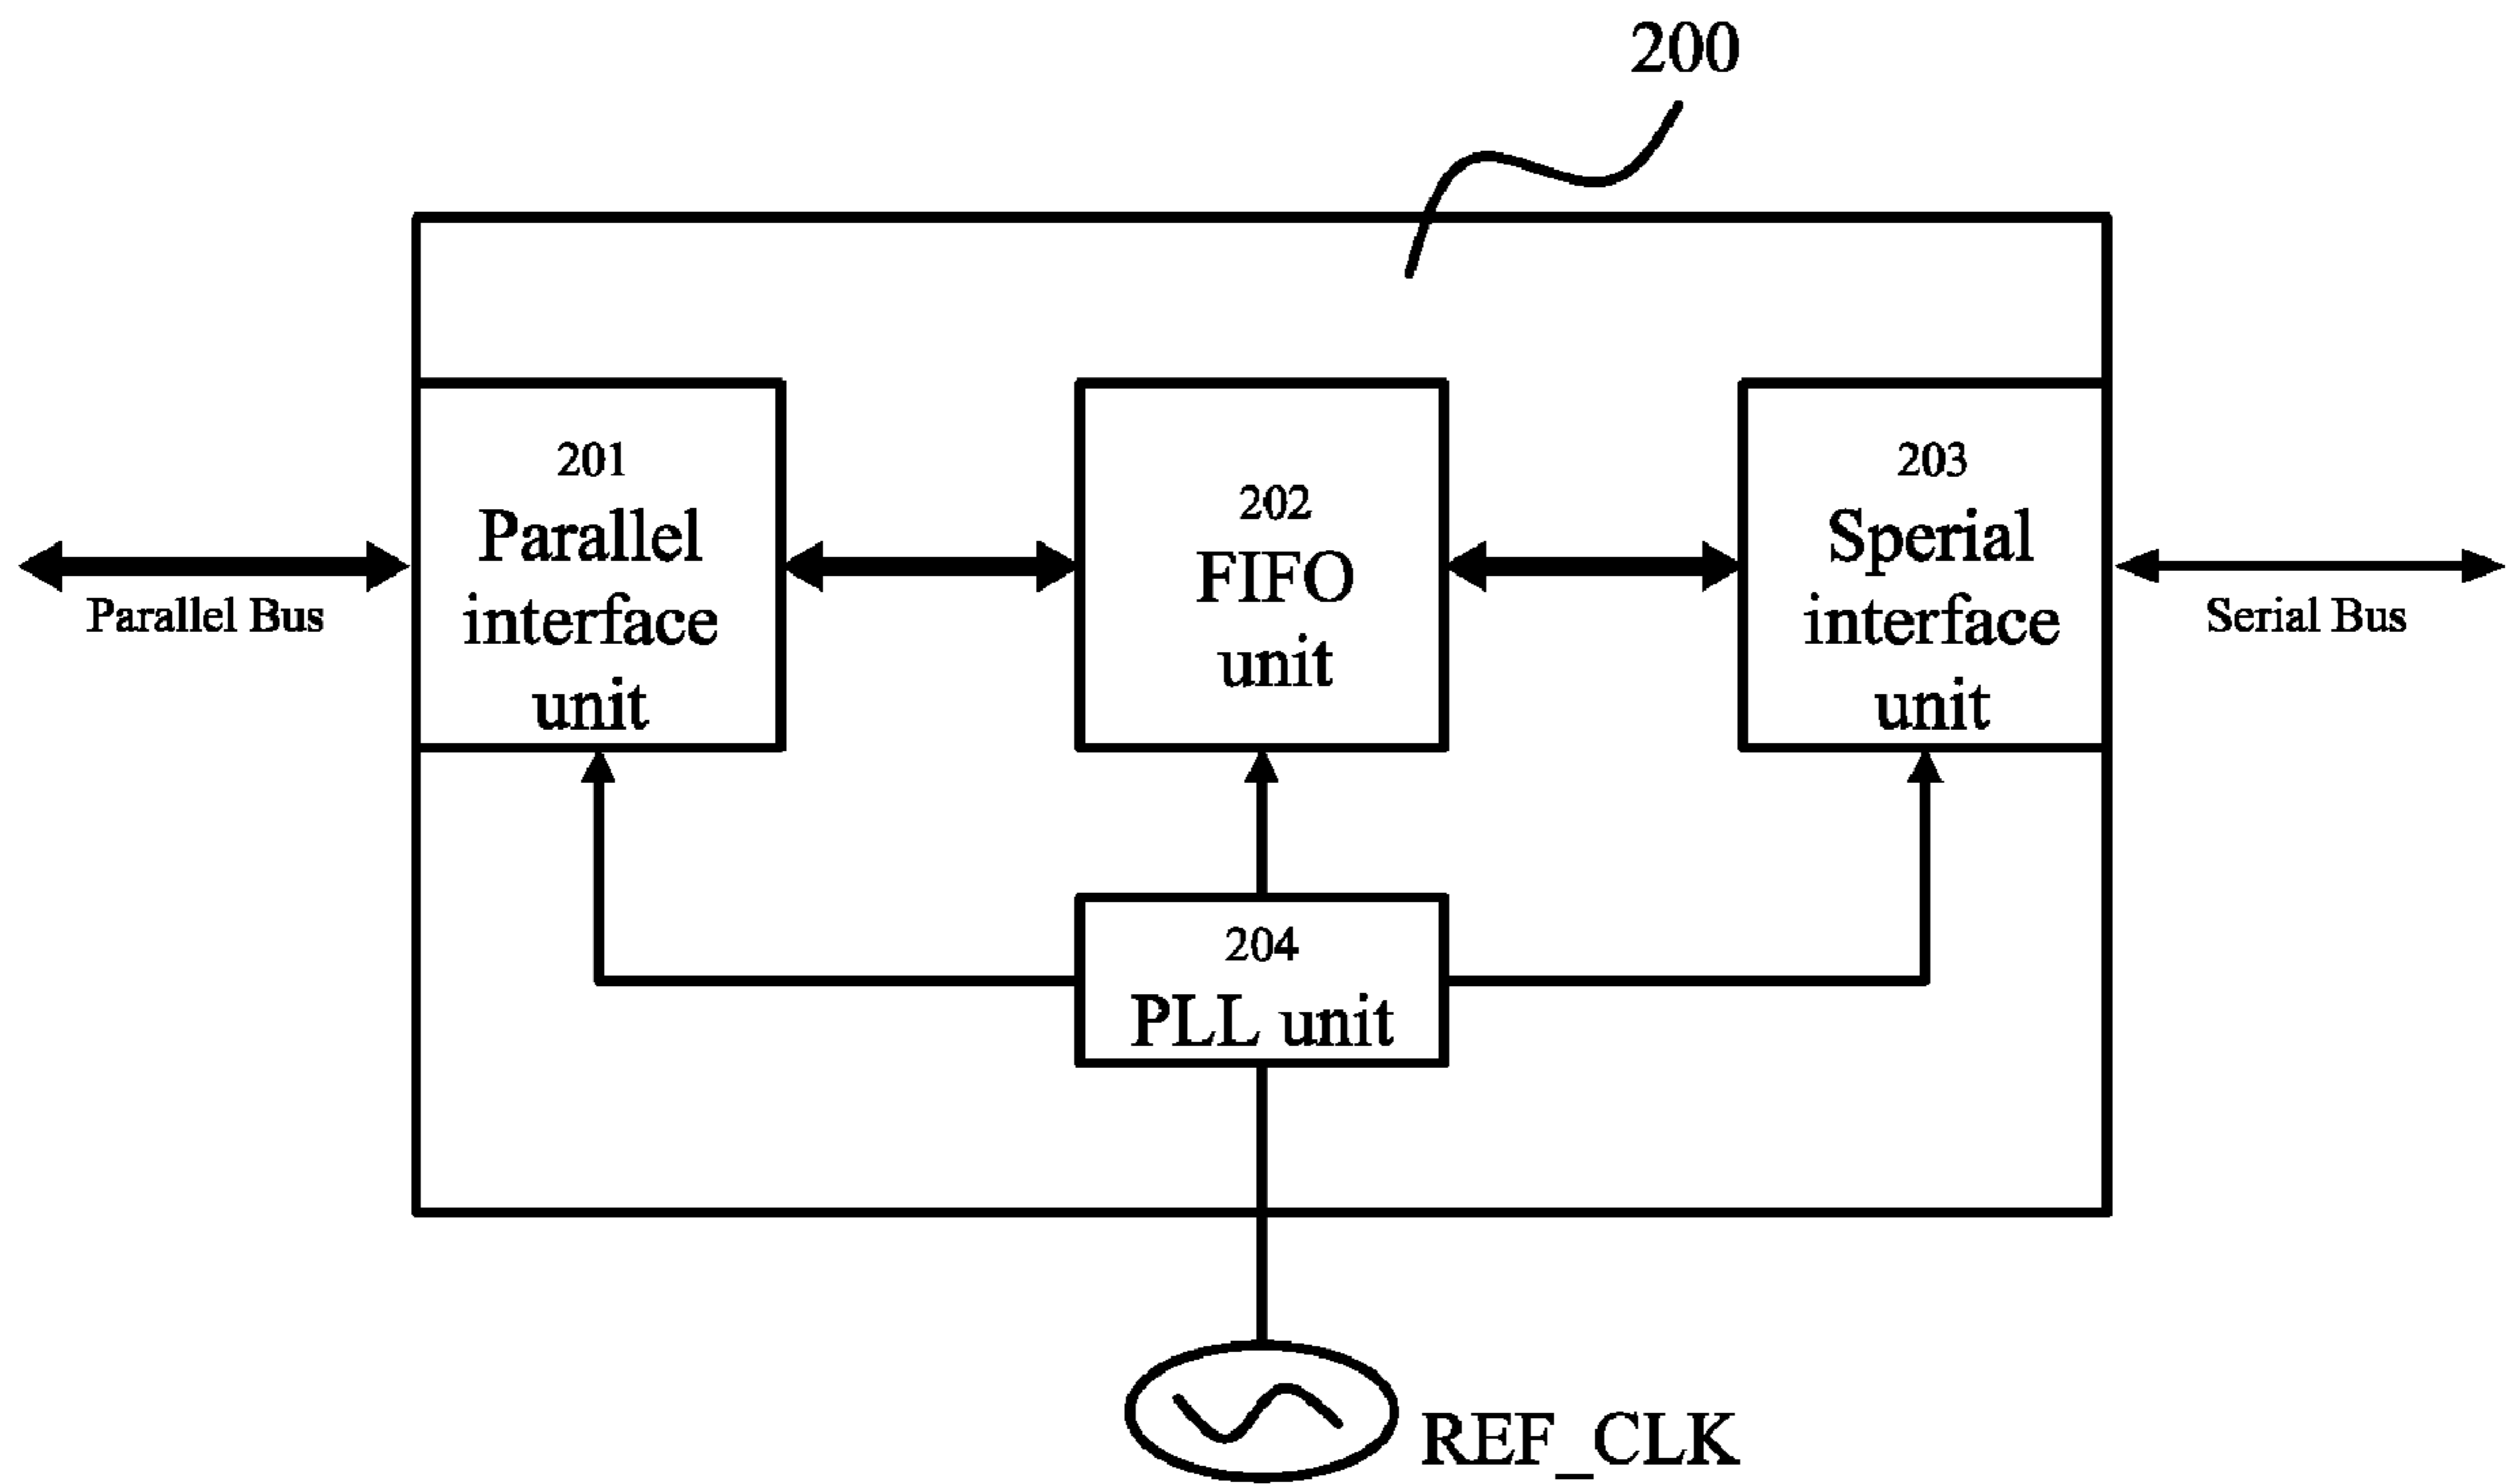 200
201
Parallel
interface
unit
202
FIFO
unit
203
Sperial
interface
unit
Parallel Bus
Serial Bus
204
PLL unit
REF_CLK